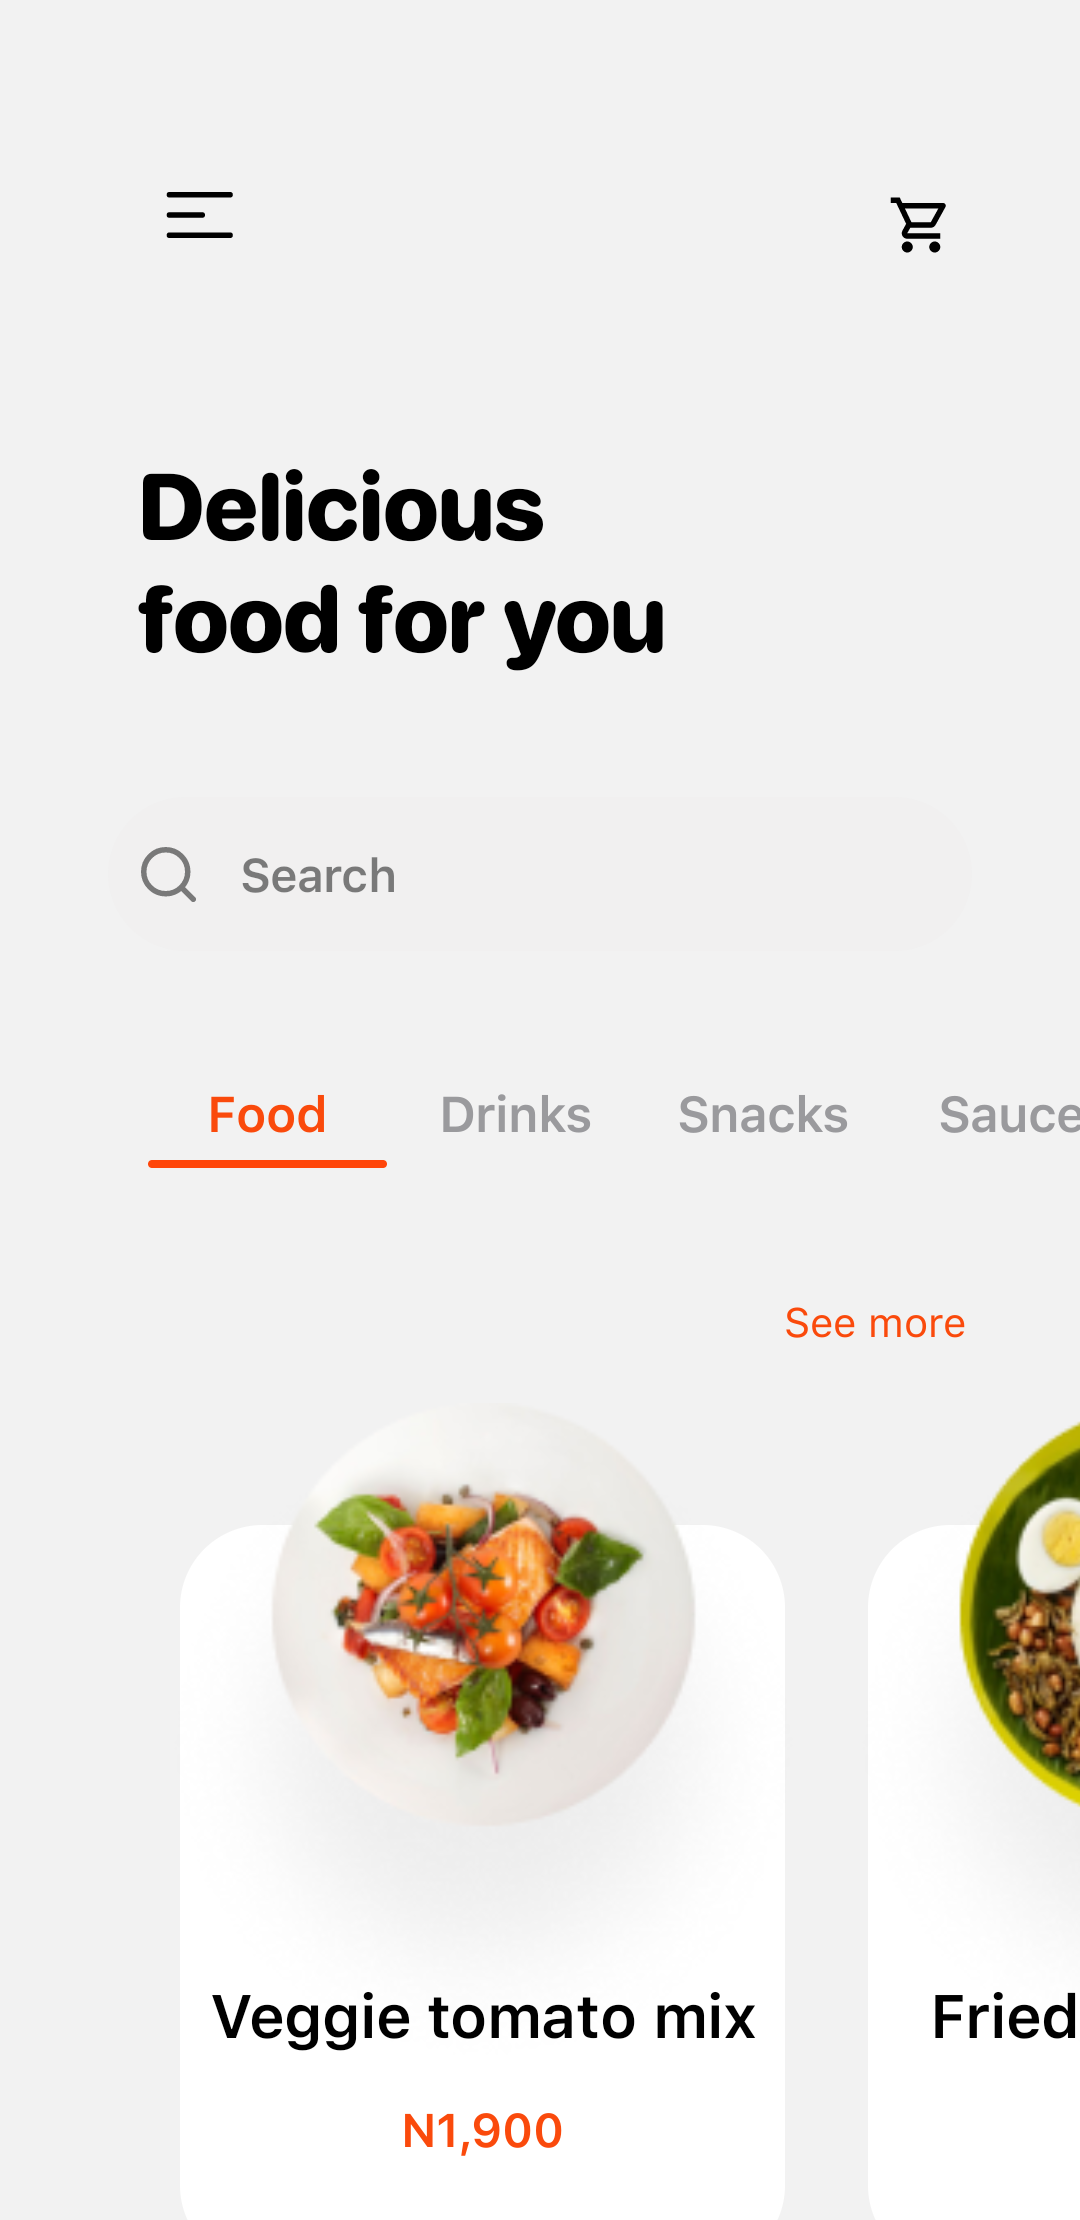 Delicious
food for you
Search
Food Drinks Snacks Sauce
See more
Veggie tomato mix Fried
N1,900